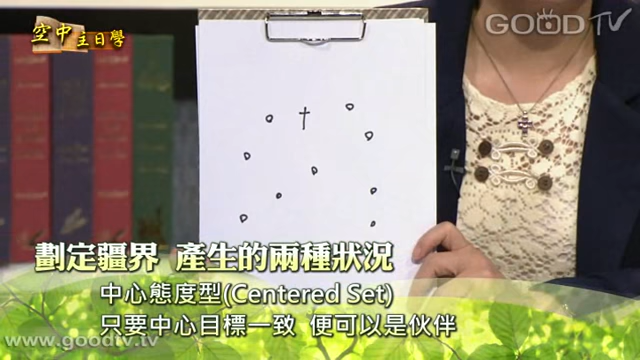 空中主日學
GOODTV
劃定疆界 產生的兩種狀況
中心態度型(Centered Set)
只要中心目標一致 便可以是伙伴
www.goodtv.tv